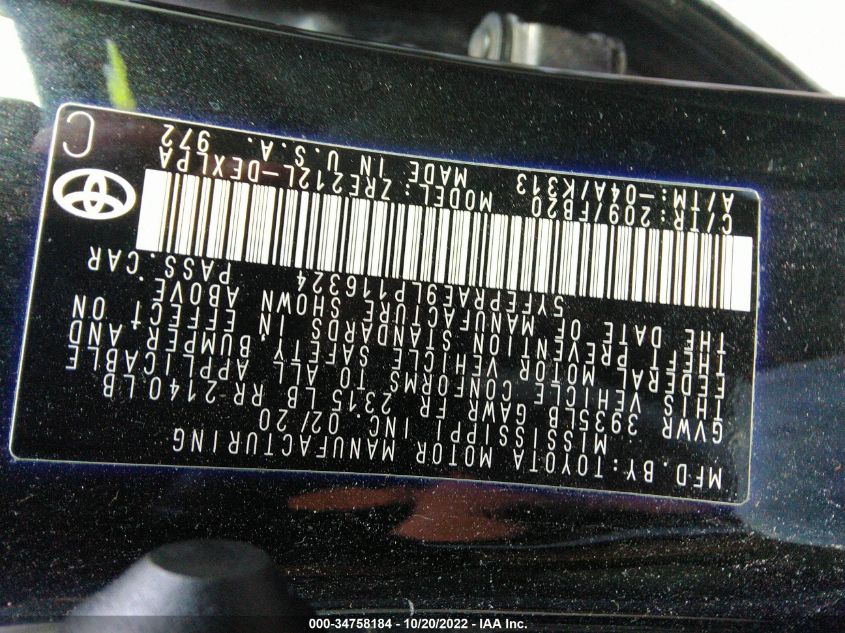 MFD. BY: TOYOTA MOTOR MANUFACTURING
MISSISSIPPI INC. 02/20
GVWR 3935LB GAWR FR 2315 LB RR 2140 LB
THIS VEHICLE CONFORMS TO ALL APPLICABLE
FEDERAL MOTOR VEHICLE SAFETY, BUMPER AND
THEFT PREVENTION STANDARDS IN EFFECT ON
THE DATE OF MANUFACTURE SHOWN ABOVE.
5YFEPRAE9LP116324 PASS. CAR
C/TR: 209/FB20 MODEL: ZRE212L-DEXLPA
A/TM: -04A/K313 MADE IN U.S.A. 972
C
000-34758184 - 10/20/2022 - IAA Inc.